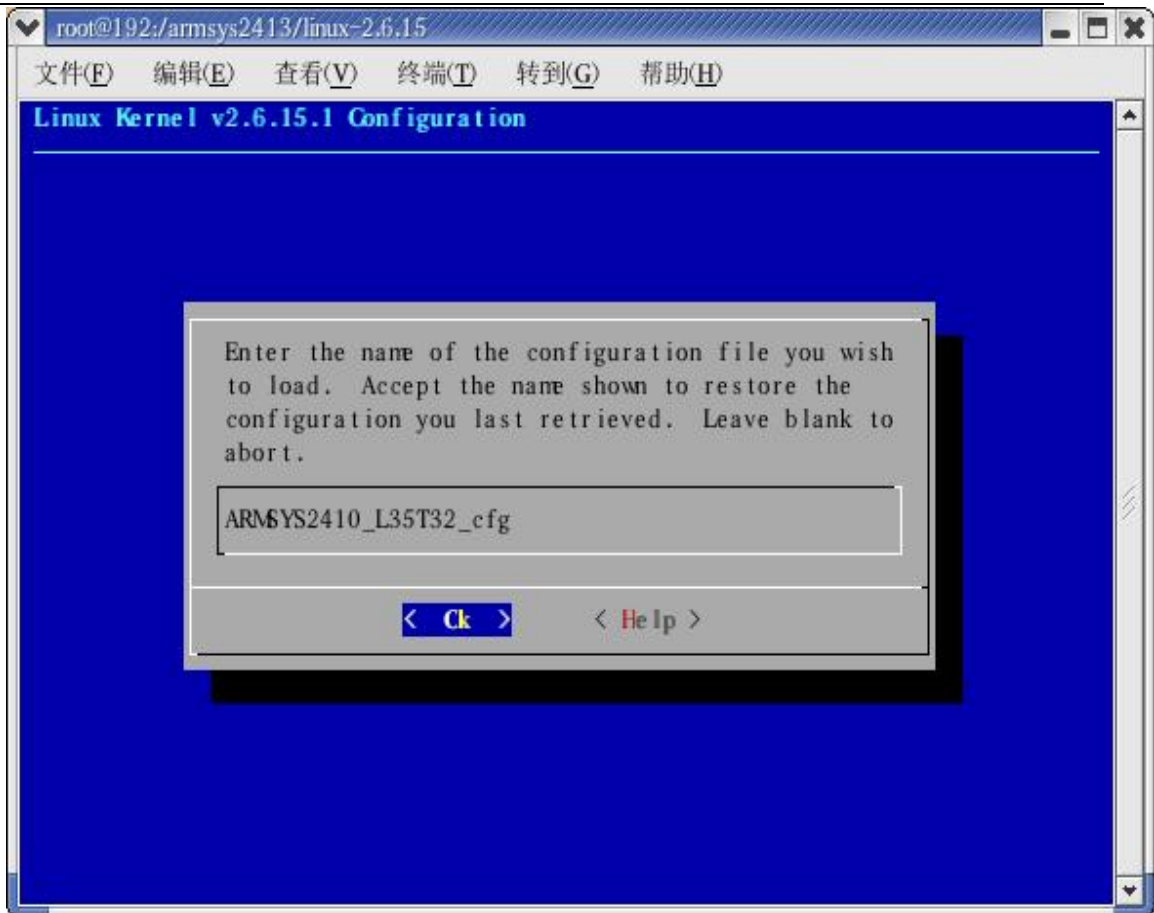 root@192:/armsys2413/linux-2.6.15
文件(F) 编辑(E) 查看(V) 终端(T) 转到(G) 帮助(H)
Linux Kernel v2.6.15.1 Configuration
Enter the name of the configuration file you wish
to load. Accept the name shown to restore the
configuration you last retrieved. Leave blank to
abort.
ARMSYS2410_L35T32_cfg
< Ok > < Help >